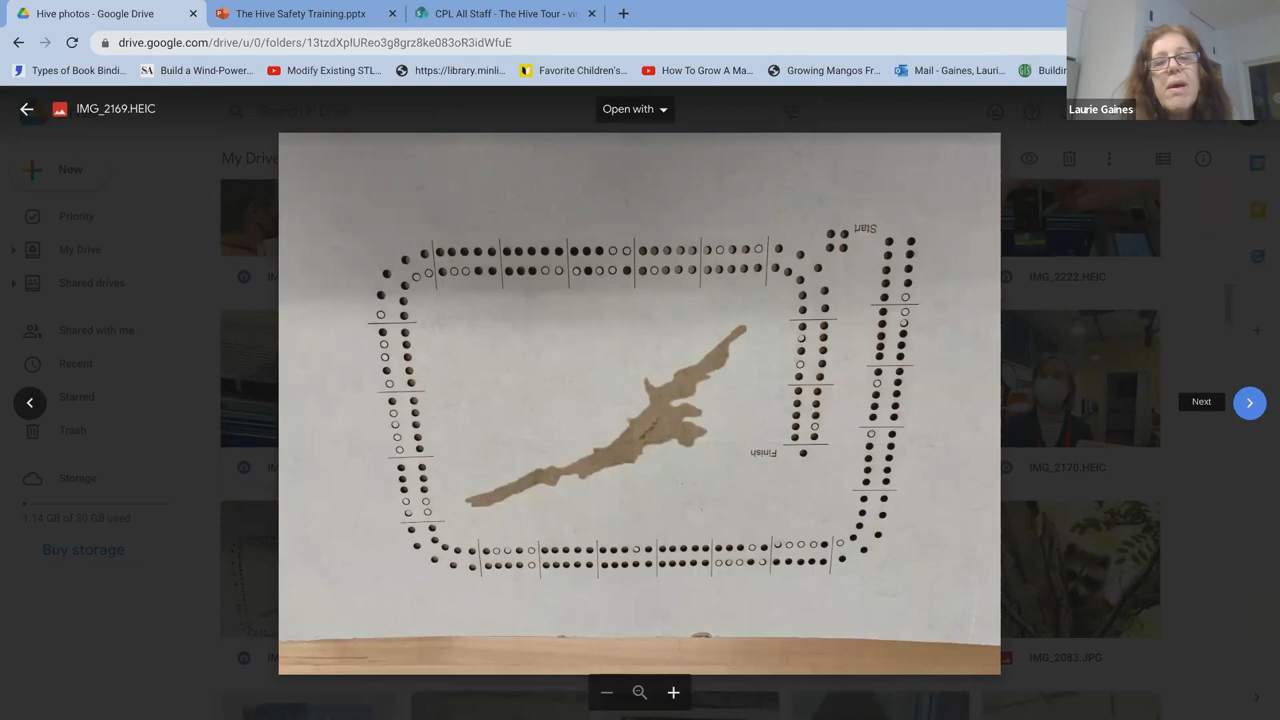 Hive photos - Google Drive
The Hive Safety Training.pptx
CPL All Staff - The Hive Tour - vi
drive.google.com/drive/u/0/folders/13tzdXpIUReo3g8grz8ke083oR3idWfuE
Types of Book Bindi...
Build a Wind-Power...
Modify Existing STL...
https://library.minli...
Favorite Children's...
How To Grow A Ma...
Growing Mangos Fr...
Mail - Gaines, Lauri...
Building
Laurie Gaines
IMG_2169.HEIC
Open with
New
My Drive
Priority
My Drive
Shared drives
Shared with me
Recent
Starred
Trash
Storage
1.14 GB of 30 GB used
Buy storage
Start
Finish
IMG_2222.HEIC
Next
IMG_2170.HEIC
IMG_2083.JPG